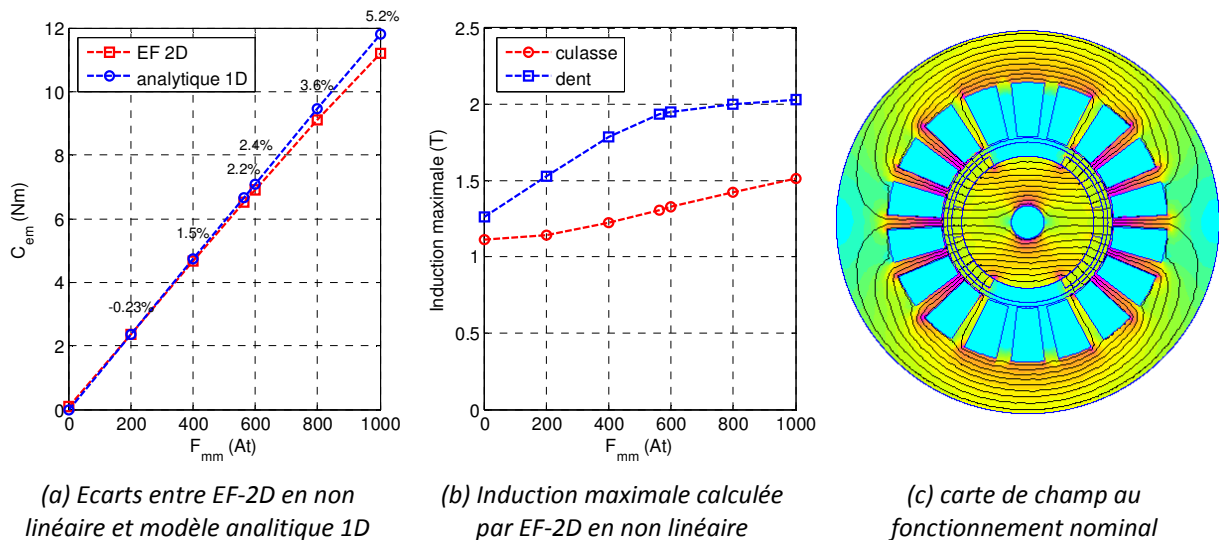 5.2%
12
EF 2D
analytique 1D
10
3.6%
8
2.4%
2.2%
6
1.5%
4
-0.23%
2
0
C_em (Nm)
0 200 400 600 800 1000
F_mm (At)
2.5
culasse
dent
2
1.5
1
0.5
0
Induction maximale (T)
0 200 400 600 800 1000
F_mm (At)
(a) Ecarts entre EF-2D en non
linéaire et modèle analitique 1D
(b) Induction maximale calculée
par EF-2D en non linéaire
(c) carte de champ au
fonctionnement nominal